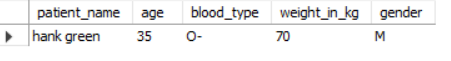 patient_name age blood_type weight_in_kg gender
hank green 35 O- 70 M